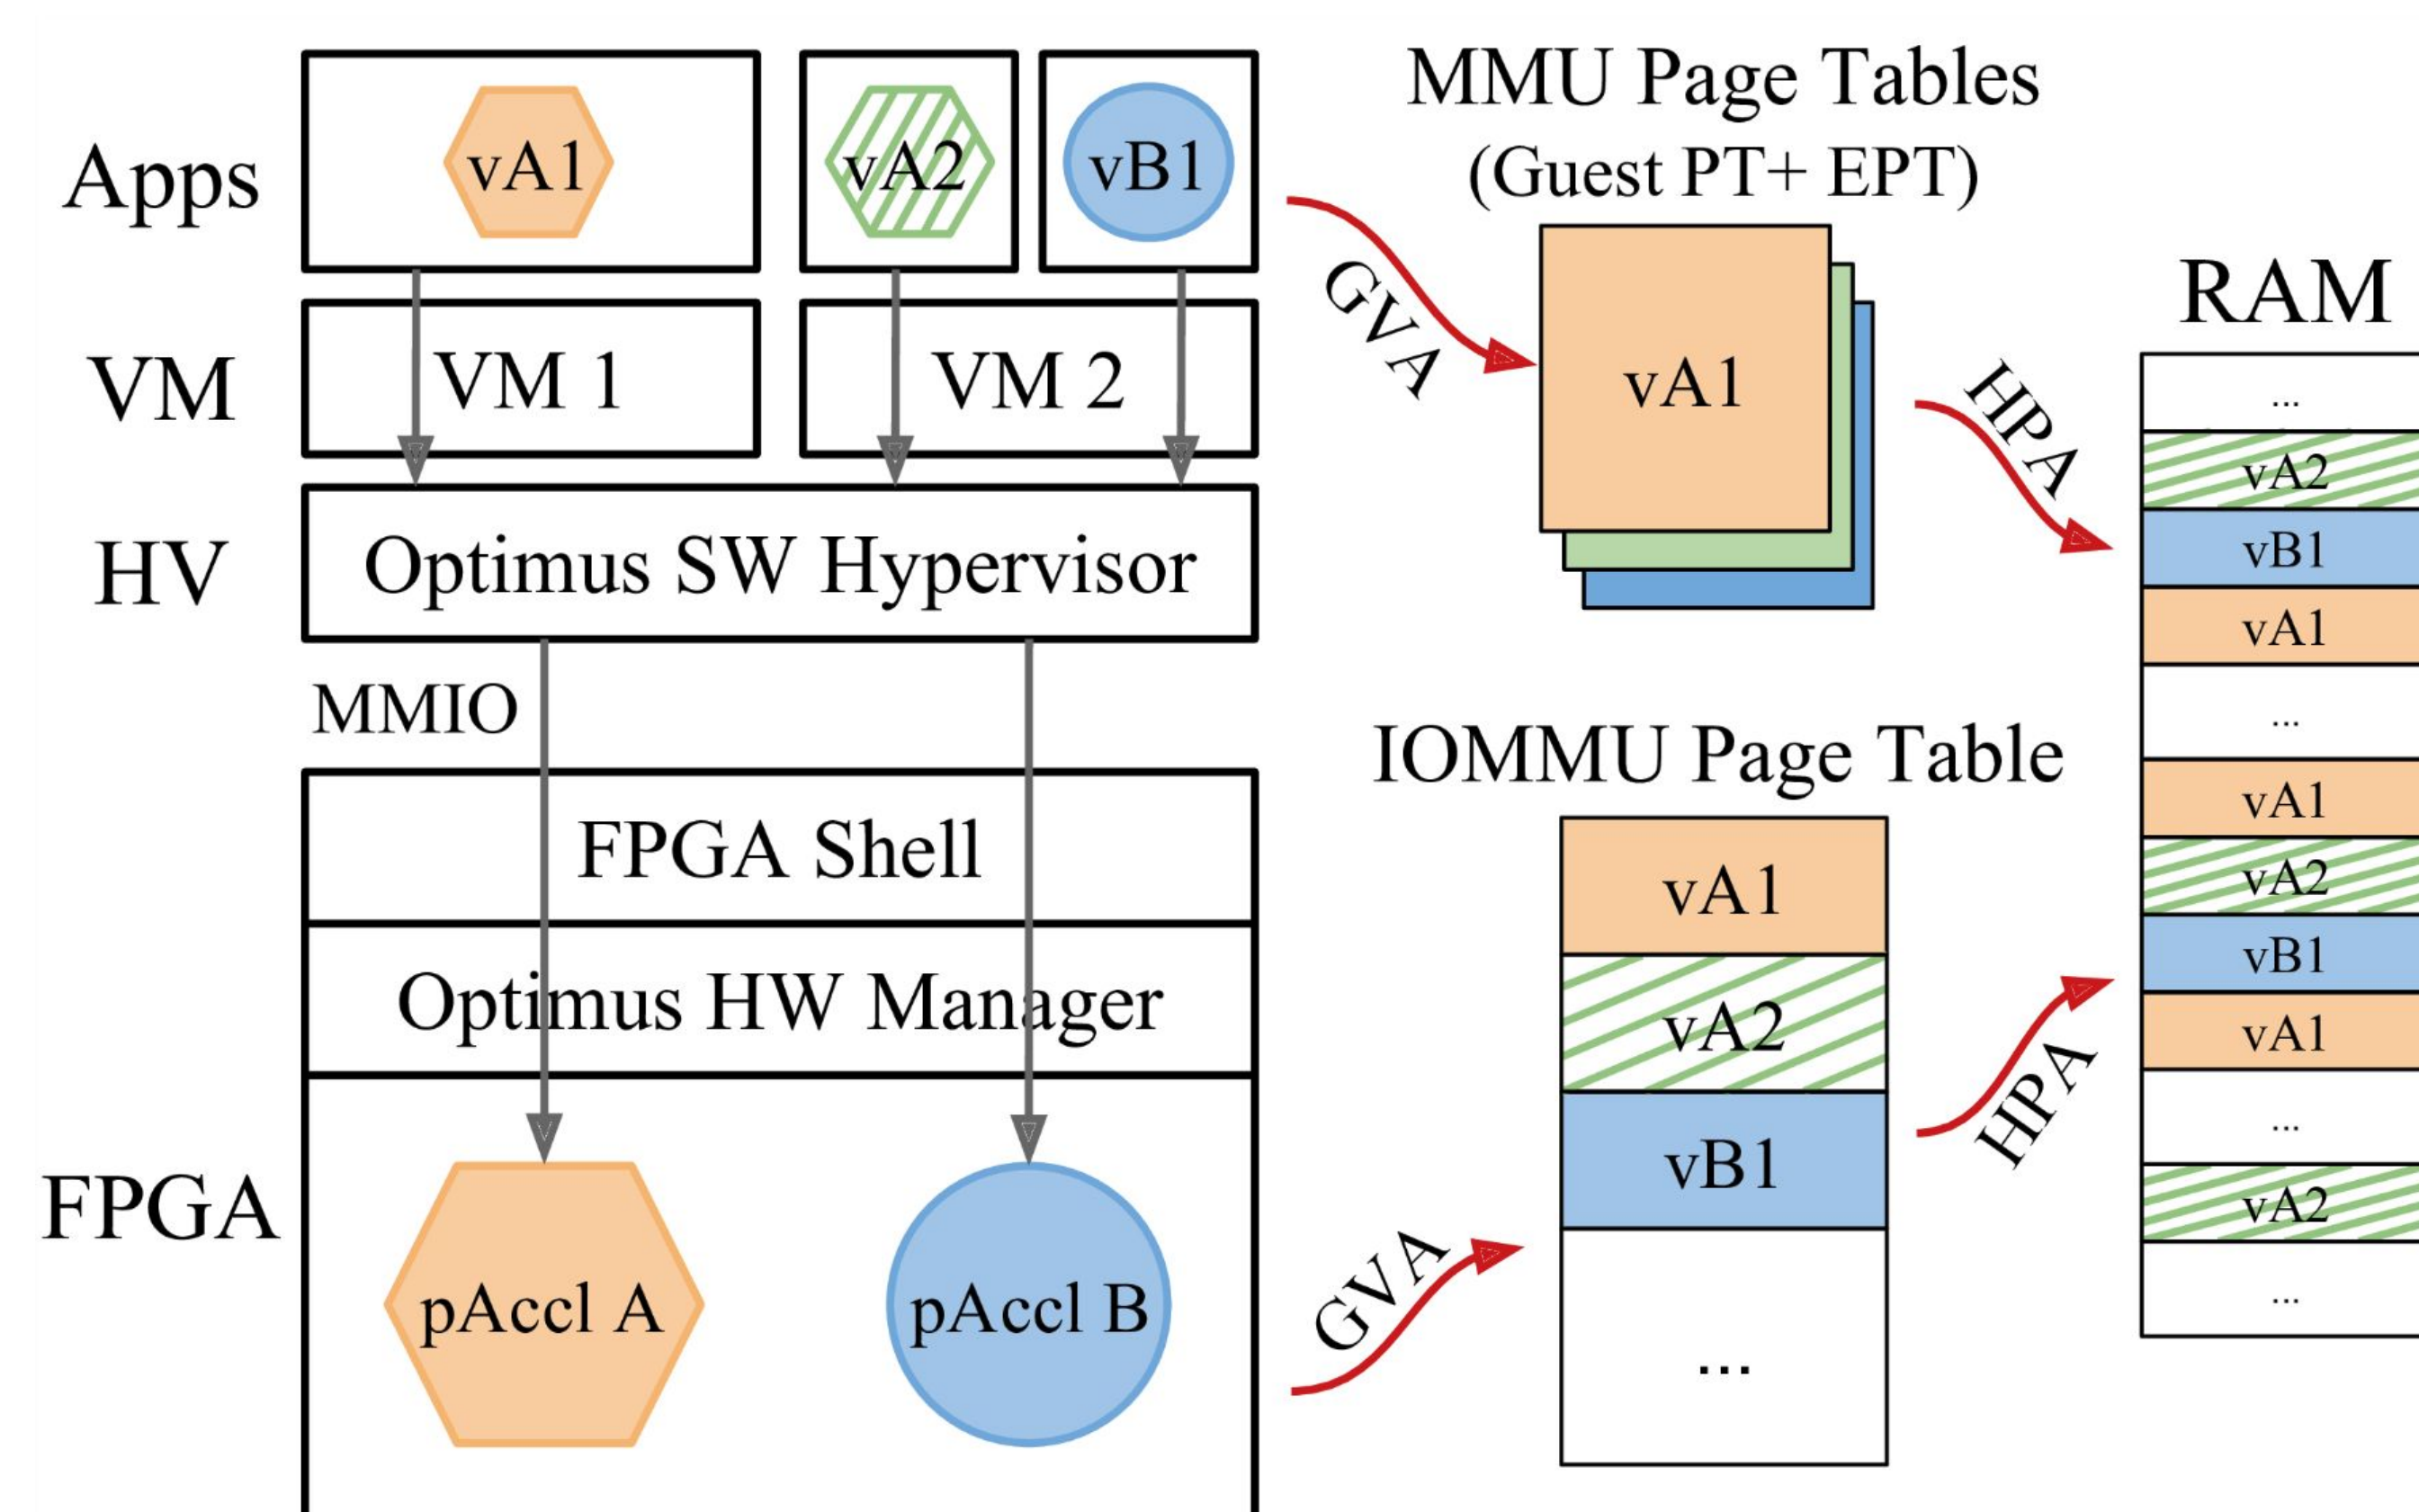 Apps
vA1
vA2
vB1
VM
VM 1
VM 2
HV
Optimus SW Hypervisor
MMIO
FPGA Shell
Optimus HW Manager
FPGA
pAccl A
pAccl B
MMU Page Tables
(Guest PT+ EPT)
GVA
vA1
HPA
IOMMU Page Table
vA1
vA2
vB1
...
GVA
HPA
RAM
...
vA2
vB1
vA1
...
vA1
vA2
vB1
vA1
...
vA2
...